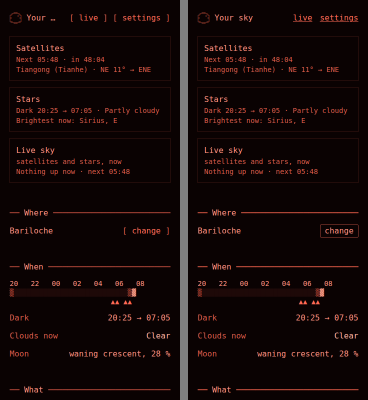 Your … [ live ] [ settings ]
Satellites
Next 05:48 · in 48:04
Tiangong (Tianhe) · NE 11° → ENE
Stars
Dark 20:25 → 07:05 · Partly cloudy
Brightest now: Sirius, E
Live sky
satellites and stars, now
Nothing up now · next 05:48
Where
Bariloche [ change ]
When
20 22 00 02 04 06 08
Dark 20:25 → 07:05
Clouds now Clear
Moon waning crescent, 28 %
What
Your sky live settings
Satellites
Next 05:48 · in 48:04
Tiangong (Tianhe) · NE 11° → ENE
Stars
Dark 20:25 → 07:05 · Partly cloudy
Brightest now: Sirius, E
Live sky
satellites and stars, now
Nothing up now · next 05:48
Where
Bariloche change
When
20 22 00 02 04 06 08
Dark 20:25 → 07:05
Clouds now Clear
Moon waning crescent, 28 %
What